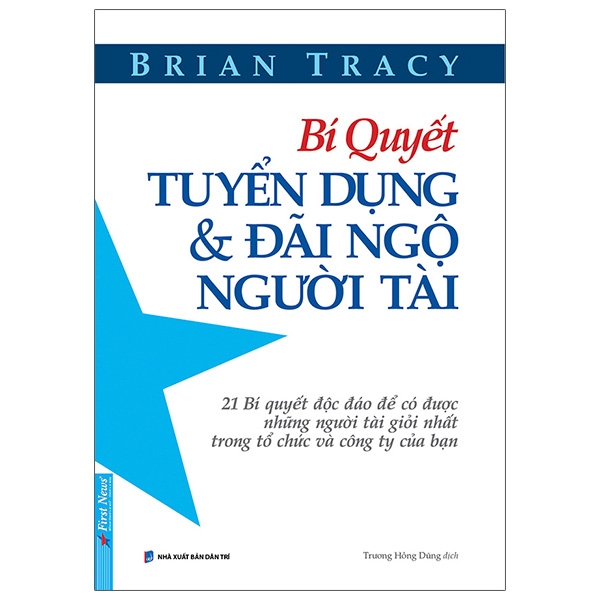 BRIAN TRACY
Bí Quyết
TUYỂN DỤNG
& ĐÃI NGỘ
NGƯỜI TÀI
21 Bí quyết độc đáo để có được
những người tài giỏi nhất
trong tổ chức và công ty của bạn
First News
NHÀ XUẤT BẢN DÂN TRÍ
Trương Hồng Dũng dịch